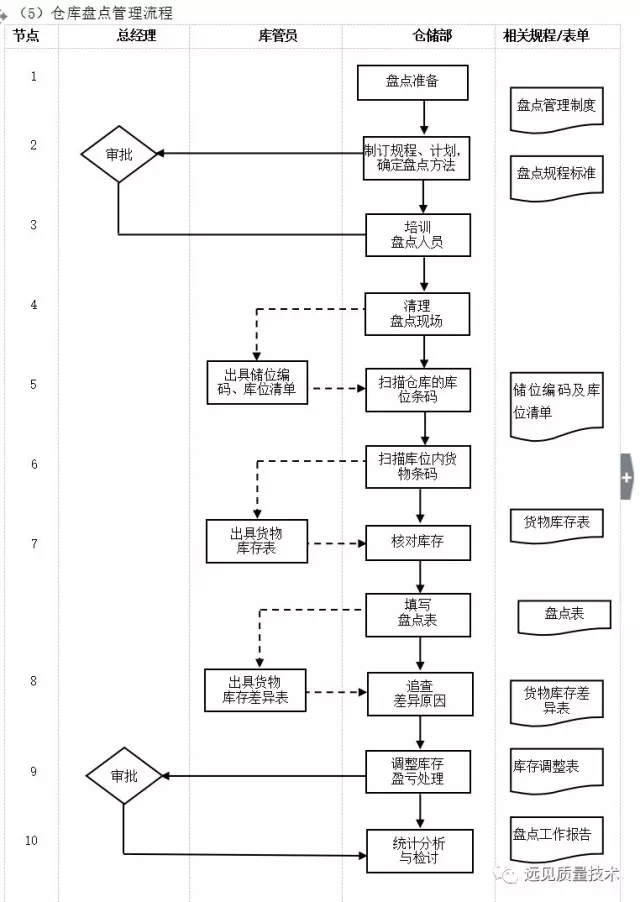 （5）仓库盘点管理流程
节点 总经理 库管员 仓储部 相关规程/表单
1
盘点准备
盘点管理制度
2
审批
制订规程、计划，
确定盘点方法
盘点规程标准
3
培训
盘点人员
4
清理
盘点现场
5
出具储位编
码、库位清单
扫描仓库的库
位条码
储位编码及库
位清单
6
扫描库位内货
物条码
7
出具货物
库存表
核对库存
货物库存表
填写
盘点表
盘点表
8
出具货物
库存差异表
追查
差异原因
货物库存差
异表
9
审批
调整库存
盈亏处理
库存调整表
10
统计分析
与检讨
盘点工作报告
远见质量技术